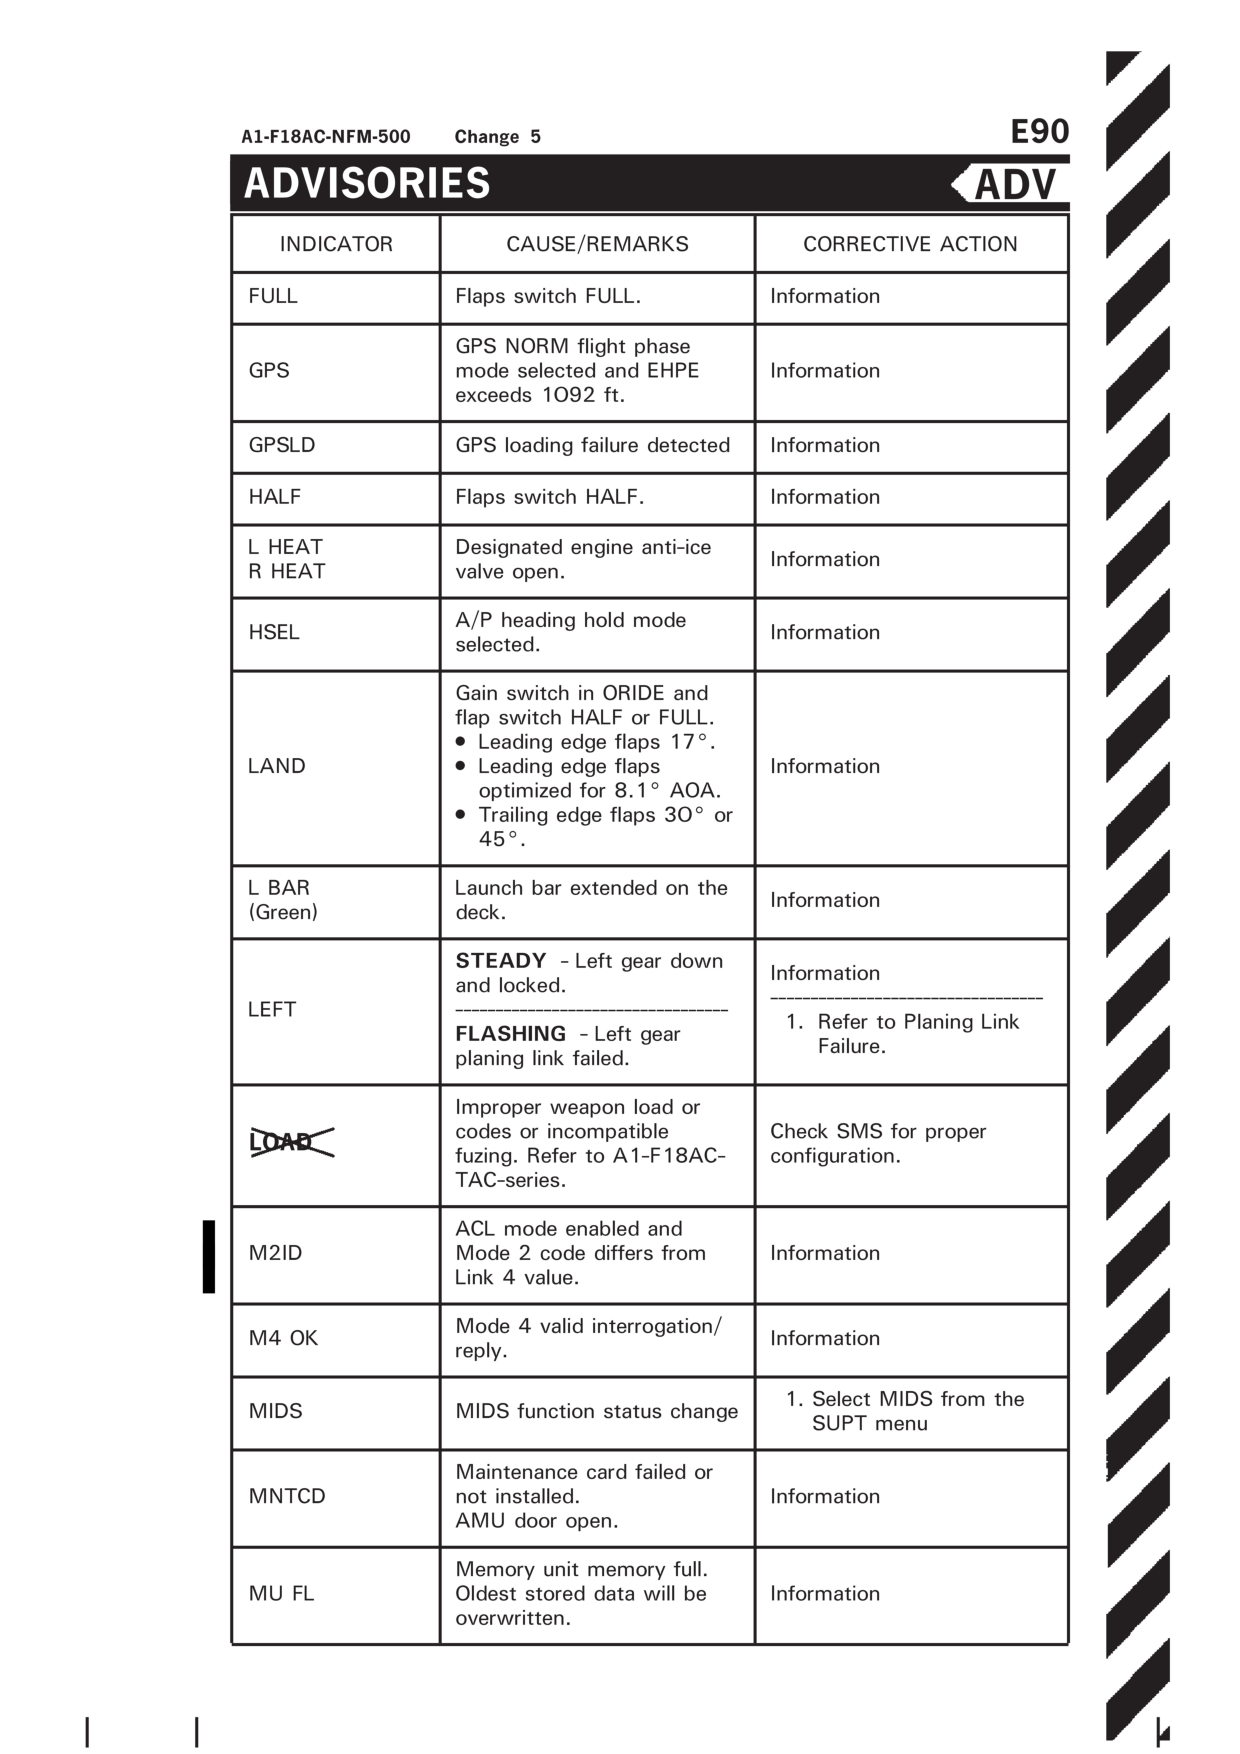 A1-F18AC-NFM-500 Change 5 E90
ADVISORIES ADV
INDICATOR CAUSE/REMARKS CORRECTIVE ACTION
FULL Flaps switch FULL. Information
GPS GPS NORM flight phase
mode selected and EHPE
exceeds 1092 ft. Information
GPSLD GPS loading failure detected Information
HALF Flaps switch HALF. Information
L HEAT
R HEAT
Designated engine anti-ice
valve open.
Information
HSEL
A/P heading hold mode
selected.
Information
LAND
Gain switch in ORIDE and
flap switch HALF or FULL.
● Leading edge flaps 17°.
● Leading edge flaps
optimized for 8.1° AOA.
● Trailing edge flaps 30° or
45°.
Information
L BAR
(Green)
Launch bar extended on the
deck.
Information
LEFT
STEADY - Left gear down
and locked.
FLASHING - Left gear
planing link failed.
Information
1. Refer to Planing Link
Failure.
LOAD
Improper weapon load or
codes or incompatible
fuzing. Refer to A1-F18AC-
TAC-series.
Check SMS for proper
configuration.
M2ID
ACL mode enabled and
Mode 2 code differs from
Link 4 value.
Information
M4 OK
Mode 4 valid interrogation/
reply.
Information
MIDS
MIDS function status change
1. Select MIDS from the
SUPT menu
MNTCD
Maintenance card failed or
not installed.
AMU door open.
Information
MU FL
Memory unit memory full.
Oldest stored data will be
overwritten.
Information